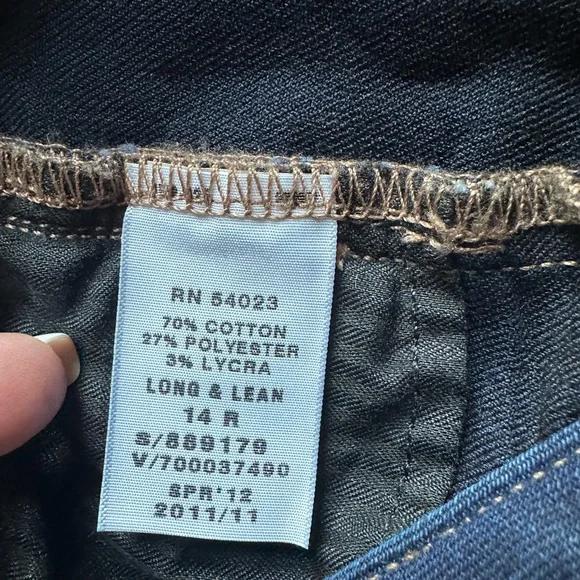 RN 54023
70% COTTON
27% POLYESTER
3% LYCRA
LONG & LEAN
14 R
S/889179
V/700037490
SPR'12
2011/11